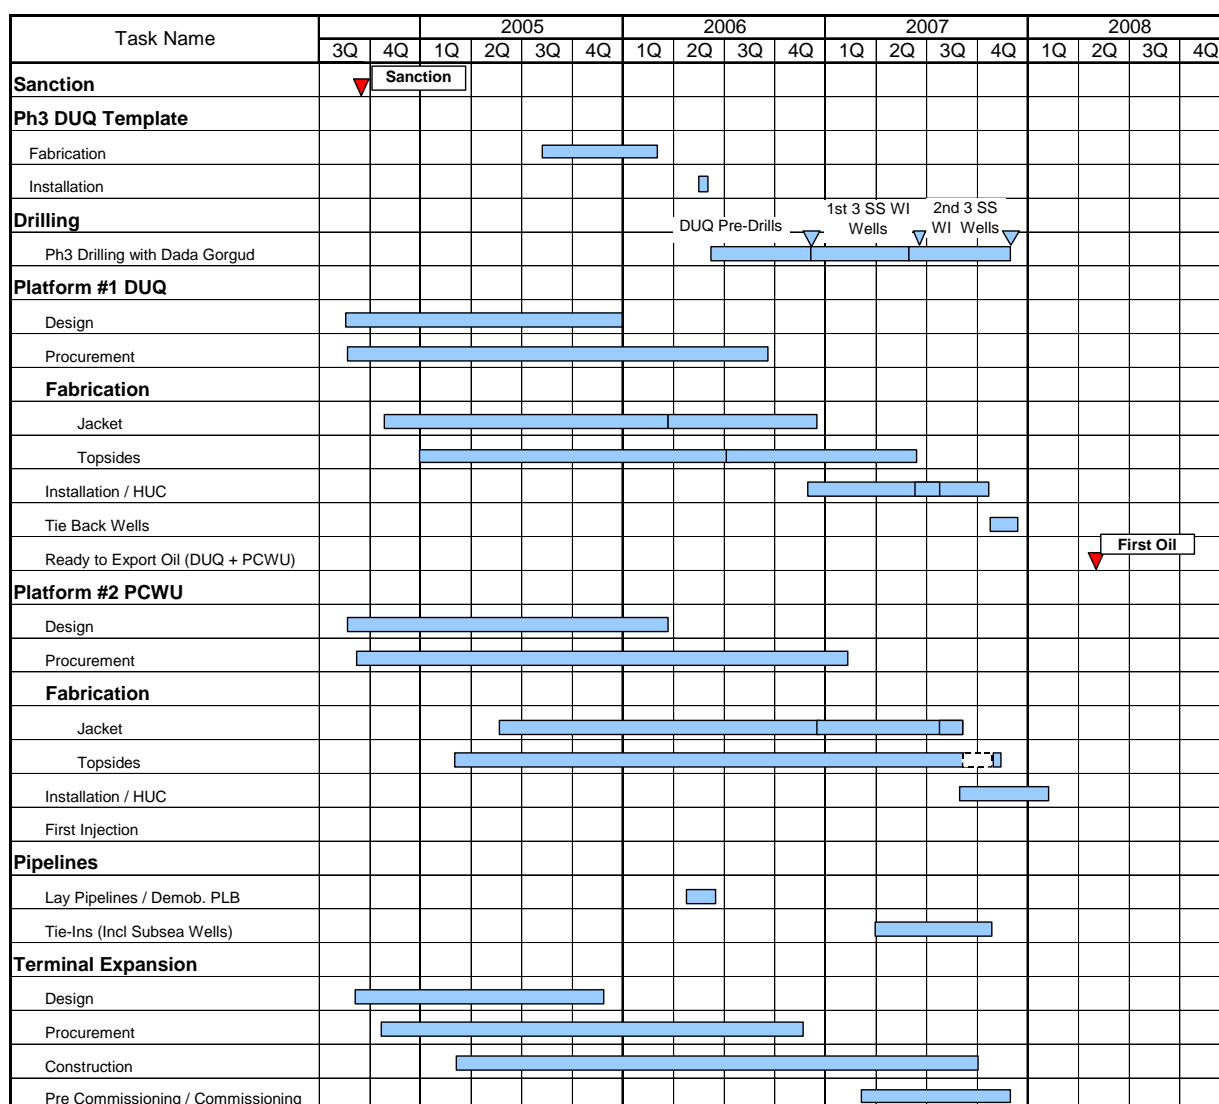 Task Name
2005 2006 2007 2008
3Q 4Q 1Q 2Q 3Q 4Q 1Q 2Q 3Q 4Q 1Q 2Q 3Q 4Q 1Q 2Q 3Q 4Q
Sanction
Sanction
Ph3 DUQ Template
Fabrication
Installation
Drilling
DUQ Pre-Drills
1st 3 SS WI
Wells
2nd 3 SS
WI Wells
Ph3 Drilling with Dada Gorgud
Platform #1 DUQ
Design
Procurement
Fabrication
Jacket
Topsides
Installation / HUC
Tie Back Wells
First Oil
Ready to Export Oil (DUQ + PCWU)
Platform #2 PCWU
Design
Procurement
Fabrication
Jacket
Topsides
Installation / HUC
First Injection
Pipelines
Lay Pipelines / Demob. PLB
Tie-Ins (Incl Subsea Wells)
Terminal Expansion
Design
Procurement
Construction
Pre Commissioning / Commissioning